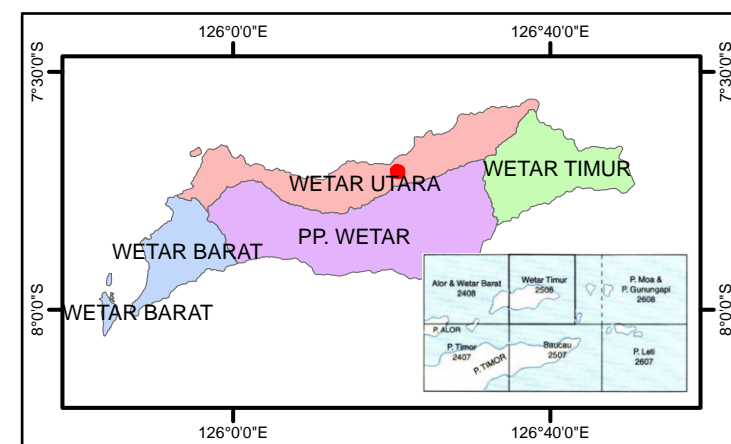 126°0'0"E
126°40'0"E
7°30'0"S
7°30'0"S
WETAR TIMUR
WETAR UTARA
PP. WETAR
WETAR BARAT
WETAR BARAT
8°0'0"S
8°0'0"S
Alor & Wetar Barat
2408
Wetar Timur
2508
P. Moa &
P. Gunungapi
2608
P. ALOR
P. Timor
2407
P. TIMOR
Baucau
2507
P. Leti
2607
126°0'0"E
126°40'0"E